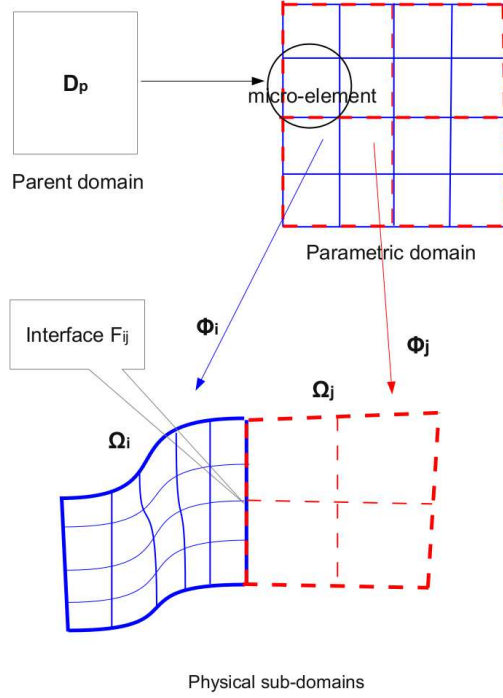 Dp
micro-element
Parent domain
Parametric domain
Interface Fij
Φi
Φj
Ωi
Ωj
Physical sub-domains